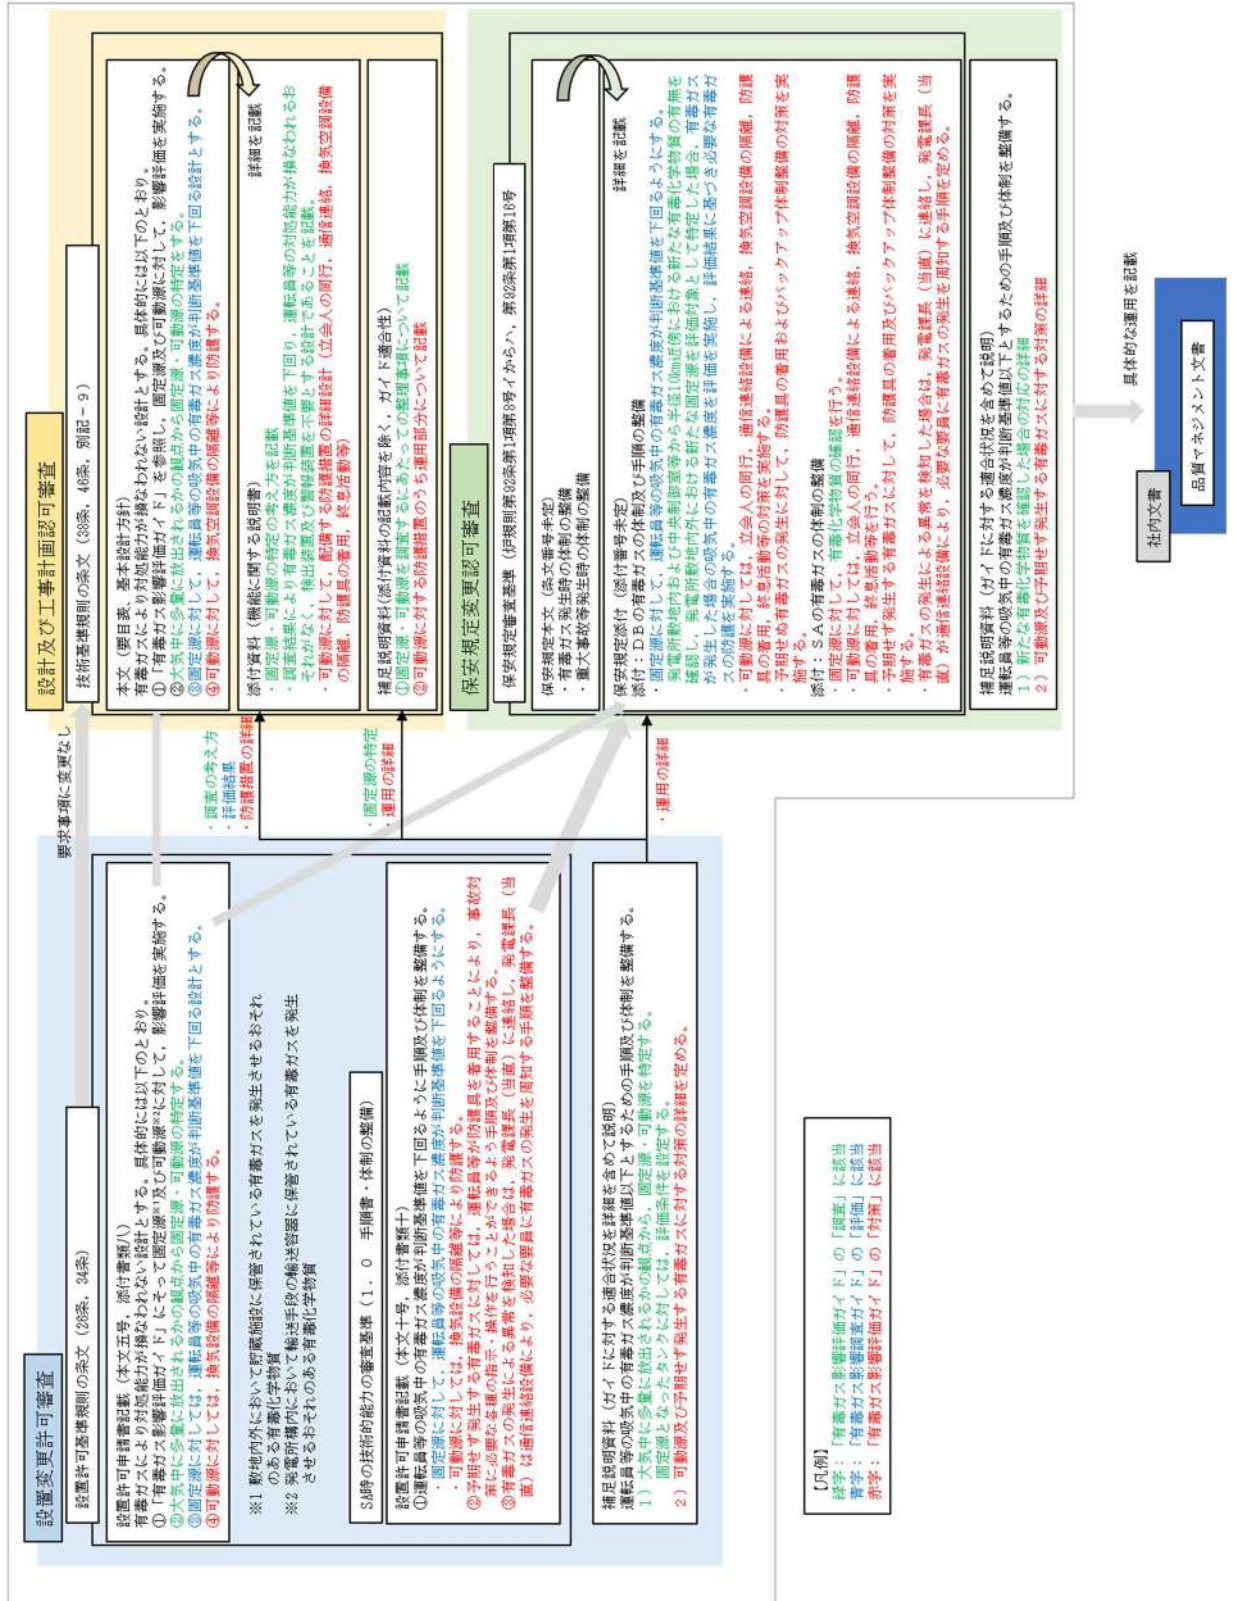 設置変更許可審査
設置許可基準規則の条文（26条，34条）
設置許可申請書記載（本文五号，添付書類八）
有毒ガスにより対処能力が損なわれない設計とする。具体的には以下のとおり。
①「有毒ガス影響評価ガイド」にそって固定源※1及び可動源※2に対して，影響評価を実施する。
②大気中に多量に放出されるかの観点から固定源・可動源の特定する。
③固定源に対しては，運転員等の吸気中の有毒ガス濃度が判断基準値を下回る設計とする。
④可動源に対しては，換気設備の隔離等により防護する。
※1 敷地内外において貯蔵施設に保管されている有毒ガスを発生させるおそれ
のある有毒化学物質
※2 発電所構内において輸送手段の輸送容器に保管されている有毒ガスを発生
させるおそれのある有毒化学物質
SA時の技術的能力の審査基準（1．0　手順書・体制の整備）
設置許可申請書記載（本文十号，添付書類十）
①運転員等の吸気中の有毒ガス濃度が判断基準値を下回るように手順及び体制を整備する。
・固定源に対して，運転員等の吸気中の有毒ガス濃度が判断基準値を下回るようにする。
・可動源に対しては，換気設備の隔離等により防護する。
②予期せず発生する有毒ガスに対しては，運転員等が防護具を着用することにより，事故対
策に必要な各種の指示・操作を行うことができるよう手順及び体制を整備する。
③有毒ガスの発生による異常を検知した場合は，発電課長（当直）に連絡し，発電課長（当
直）は通信連絡設備により，必要な要員に有毒ガスの発生を周知する手順を整備する。
補足説明資料（ガイドに対する適合状況を詳細を含めて説明）
運転員等の吸気中の有毒ガス濃度が判断基準値以下とするための手順及び体制を整備する。
1）大気中に多量に放出されるかの観点から，固定源・可動源を特定する。
固定源となったタンクに対しては，評価条件を設定する。
2）可動源及び予期せず発生する有毒ガスに対する対策の詳細を定める。
【凡例】
緑字：「有毒ガス影響評価ガイド」の「調査」に該当
青字：「有毒ガス影響調査ガイド」の「評価」に該当
赤字：「有毒ガス影響評価ガイド」の「対策」に該当
要求事項に変更なし
・調査の考え方
・評価結果
・防護措置の詳細
・固定源の特定
・運用の詳細
・運用の詳細
設計及び工事計画認可審査
技術基準規則の条文（38条，46条，別記－9）
本文（要目表、基本設計方針）
有毒ガスにより対処能力が損なわれない設計とする。具体的には以下のとおり。
①「有毒ガス影響評価ガイド」を参照し，固定源及び可動源に対して，影響評価を実施する。
②大気中に多量に放出されるかの観点から固定源・可動源の特定をする。
③固定源に対して，運転員等の吸気中の有毒ガス濃度が判断基準値を下回る設計とする。
④可動源に対して，換気空調設備の隔離等により防護する。
添付資料（機能に関する説明書）
詳細を記載
・固定源・可動源の特定の考え方を記載
・調査結果により有毒ガス濃度が判断基準値を下回り，運転員等の対処能力が損なわれるお
それがなく，検出装置及び警報装置を不要とする設計であることを記載。
・可動源に対して，配備する防護措置の詳細設計（立会人の同行，通信連絡，換気空調設備
の隔離，防護具の着用，終息活動等）
補足説明資料(添付資料の記載内容を除く，ガイド適合性)
①固定源・可動源を調査するにあたっての整理事項について記載
②可動源に対する防護措置のうち運用部分について記載
保安規定変更認可審査
保安規定審査基準（炉規則第92条第1項第8号イからハ，第92条第1項第16号
保安規定本文（条文番号未定）
・有毒ガス発生時の体制の整備
・重大事故等発生時の体制の整備
保安規定添付（添付番号未定）
詳細を記載
添付：DBの有毒ガスの体制及び手順の整備
・固定源に対して，運転員等の吸気中の有毒ガス濃度が判断基準値を下回るようにする。
発電所敷地内および中央制御室等から半径10km近傍における新たな有毒化学物質の有無を
確認し，発電所敷地内外における新たな固定源を評価対象として特定した場合，有毒ガス
が発生した場合の吸気中の有毒ガス濃度を評価を実施し，評価結果に基づき必要な有毒ガ
スの防護を実施する。
・可動源に対しては，立会人の同行，通信連絡設備による連絡，換気空調設備の隔離，防護
具の着用，終息活動等の対策を実施する。
・予期せぬ有毒ガスの発生に対して，防護具の着用およびバックアップ体制整備の対策を実
施する。
添付：SAの有毒ガスの体制の整備
・固定源に対して，有毒化学物質の確認を行う。
・可動源に対しては，立会人の同行，通信連絡設備による連絡，換気空調設備の隔離，防護
具の着用，終息活動等を行う。
・予期せず発生する有毒ガスに対して，防護具の着用及びバックアップ体制整備の対策を実
施する。
・有毒ガスの発生による異常を検知した場合は，発電課長（当直）に連絡し，発電課長（当
直）が通信連絡設備により，必要な要員に有毒ガスの発生を周知する手順を定める。
補足説明資料（ガイドに対する適合状況を含めて説明）
運転員等の吸気中の有毒ガス濃度が判断基準値以下とするための手順及び体制を整備する。
1）新たな有毒化学物質を確認した場合の対応の詳細
2）可動源及び予期せず発生する有毒ガスに対する対策の詳細
具体的な運用を記載
社内文書
品質マネジメント文書